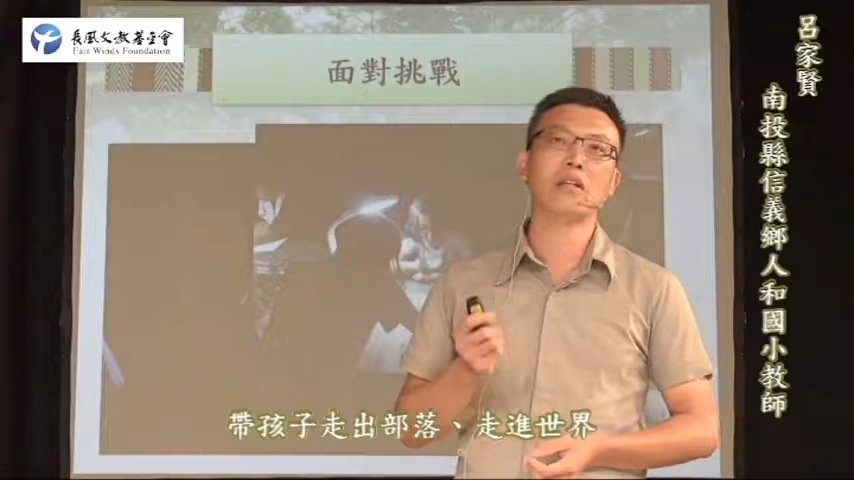 長風文教基金會
Fair Winds Foundation
面對挑戰
呂家賢
南投縣信義鄉人和國小教師
帶孩子走出部落、走進世界